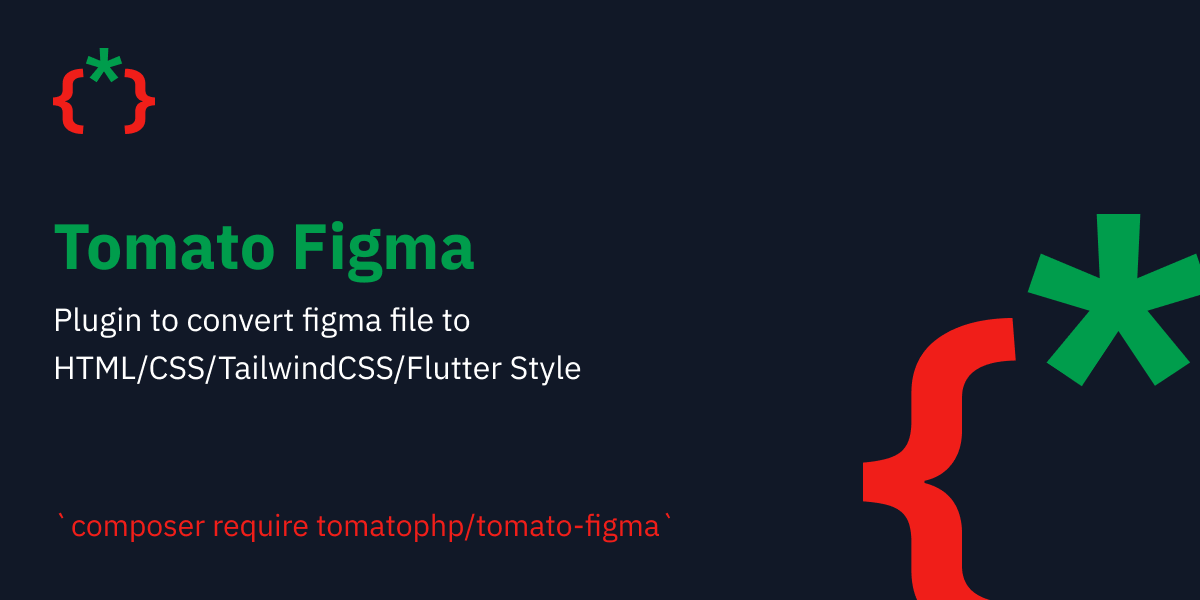 {*}
Tomato Figma
Plugin to convert figma file to
HTML/CSS/TailwindCSS/Flutter Style
`composer require tomatophp/tomato-figma`